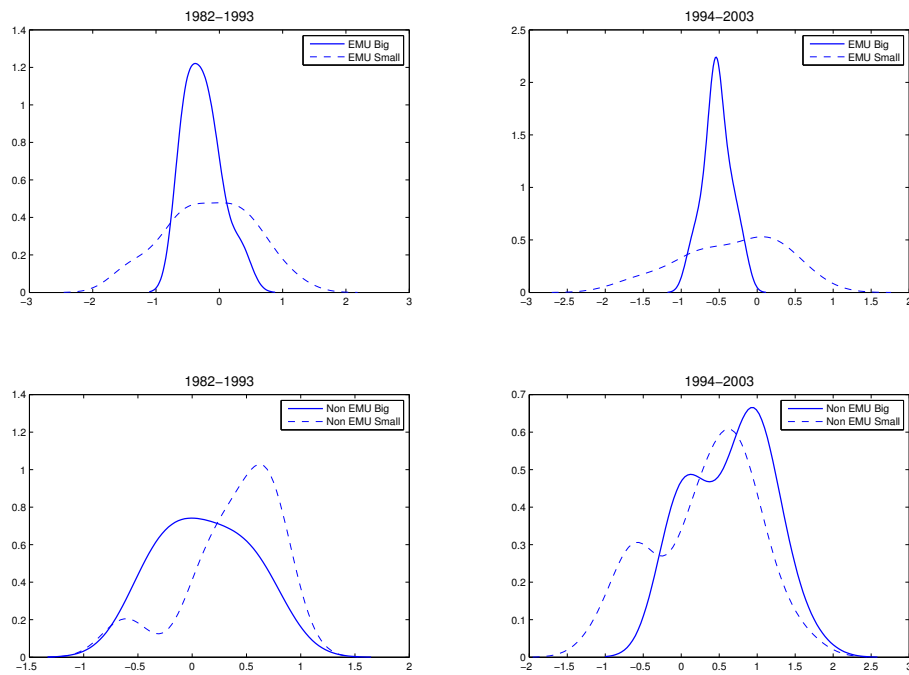 1982−1993
EMU Big
EMU Small
1.4
1.2
1
0.8
0.6
0.4
0.2
0
−3 −2 −1 0 1 2 3
1994−2003
EMU Big
EMU Small
2.5
2
1.5
1
0.5
0
−3 −2.5 −2 −1.5 −1 −0.5 0 0.5 1 1.5 2
1982−1993
Non EMU Big
Non EMU Small
1.4
1.2
1
0.8
0.6
0.4
0.2
0
−1.5 −1 −0.5 0 0.5 1 1.5 2
1994−2003
Non EMU Big
Non EMU Small
0.7
0.6
0.5
0.4
0.3
0.2
0.1
0
−2 −1.5 −1 −0.5 0 0.5 1 1.5 2 2.5 3